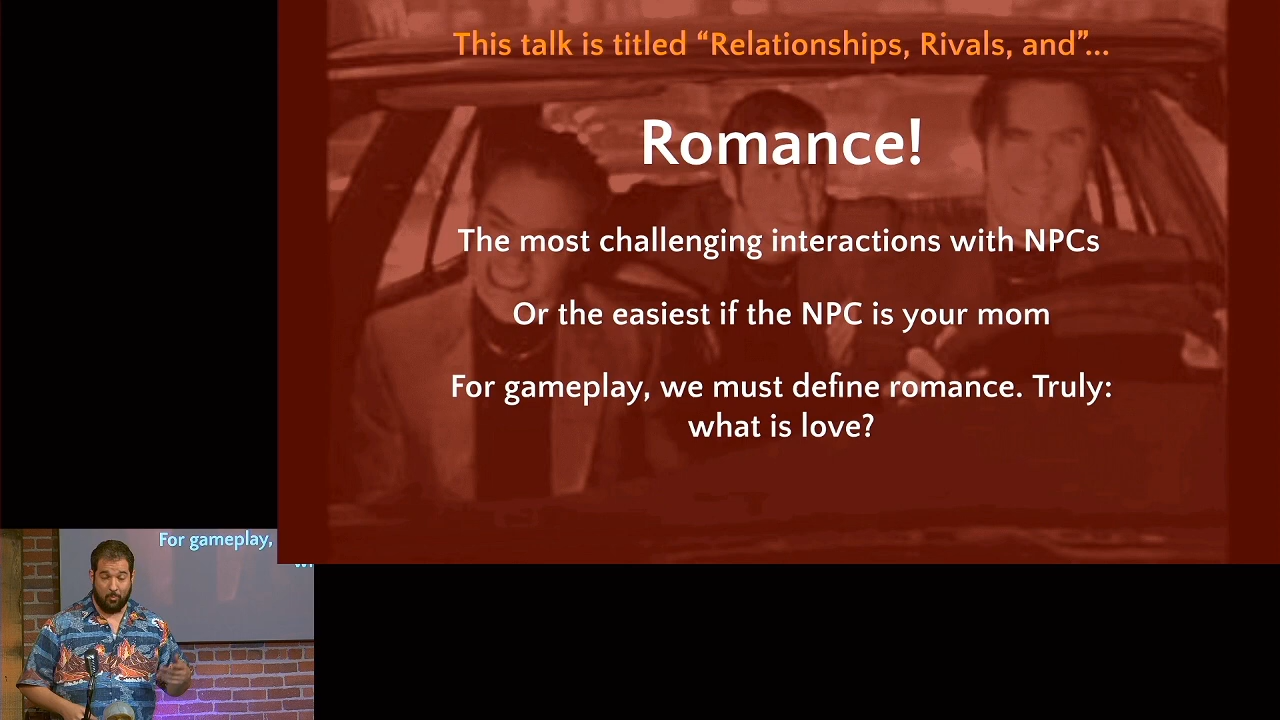 This talk is titled “Relationships, Rivals, and”...
Romance!
The most challenging interactions with NPCs
Or the easiest if the NPC is your mom
For gameplay, we must define romance. Truly:
what is love?
For gameplay,